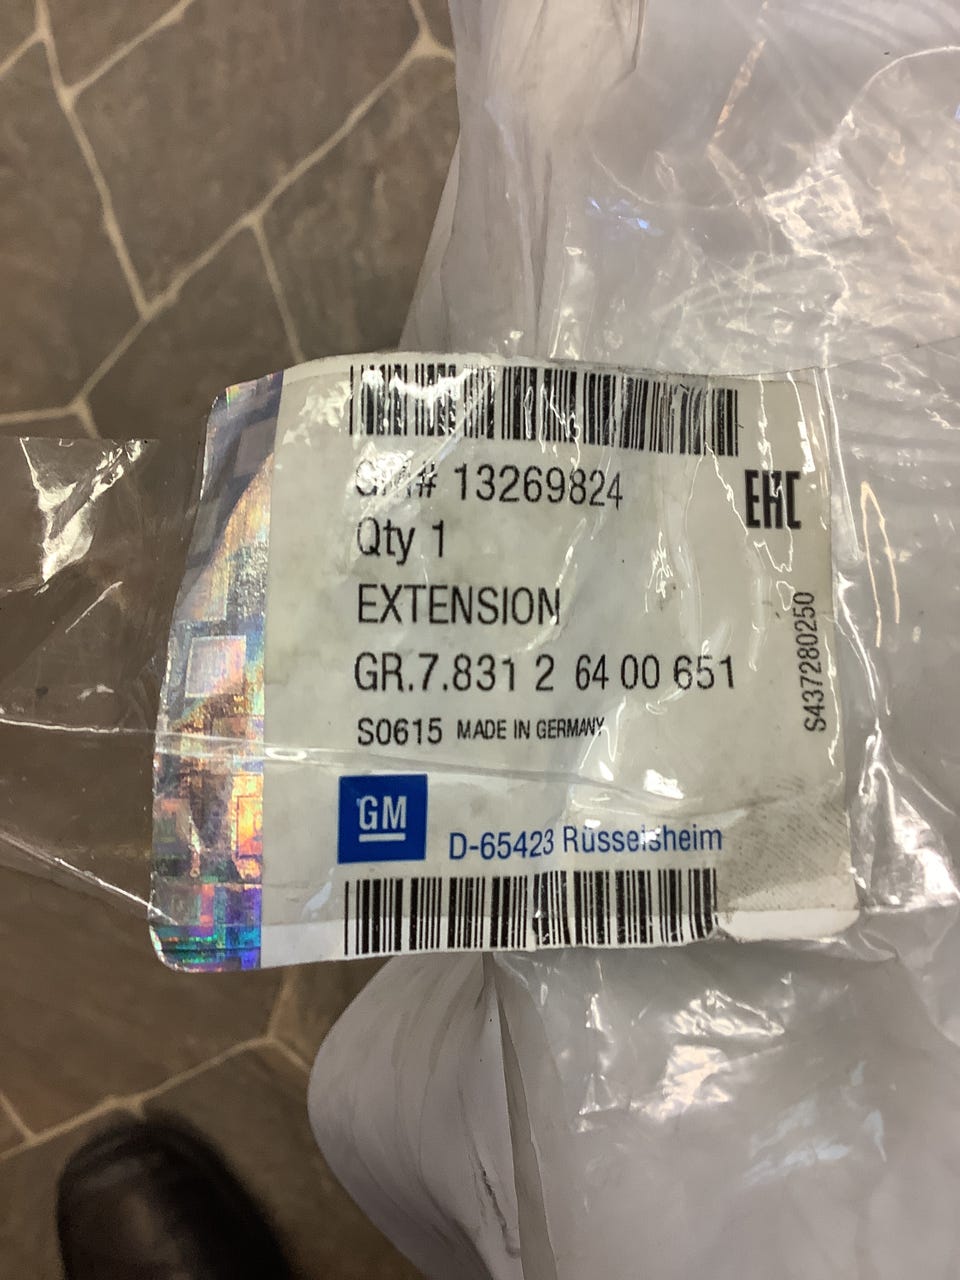 GM# 13269824
EAC
Qty 1
EXTENSION
GR.7.831 2 64 00 651
S0615 MADE IN GERMANY
S437280250
GM
D-65423 Rüsselsheim